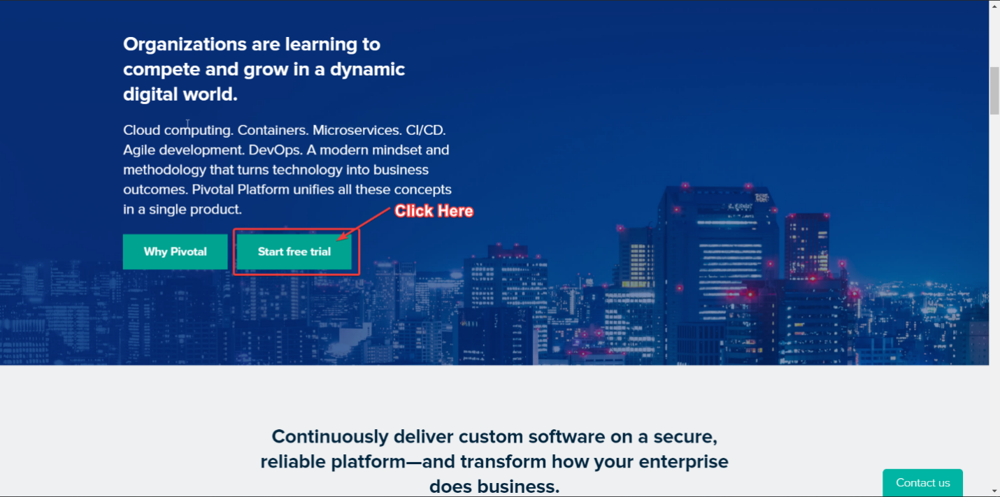 Organizations are learning to
compete and grow in a dynamic
digital world.
Cloud computing. Containers. Microservices. CI/CD.
Agile development. DevOps. A modern mindset and
methodology that turns technology into business
outcomes. Pivotal Platform unifies all these concepts
in a single product.
Click Here
Why Pivotal
Start free trial
Continuously deliver custom software on a secure,
reliable platform—and transform how your enterprise
does business.
Contact us